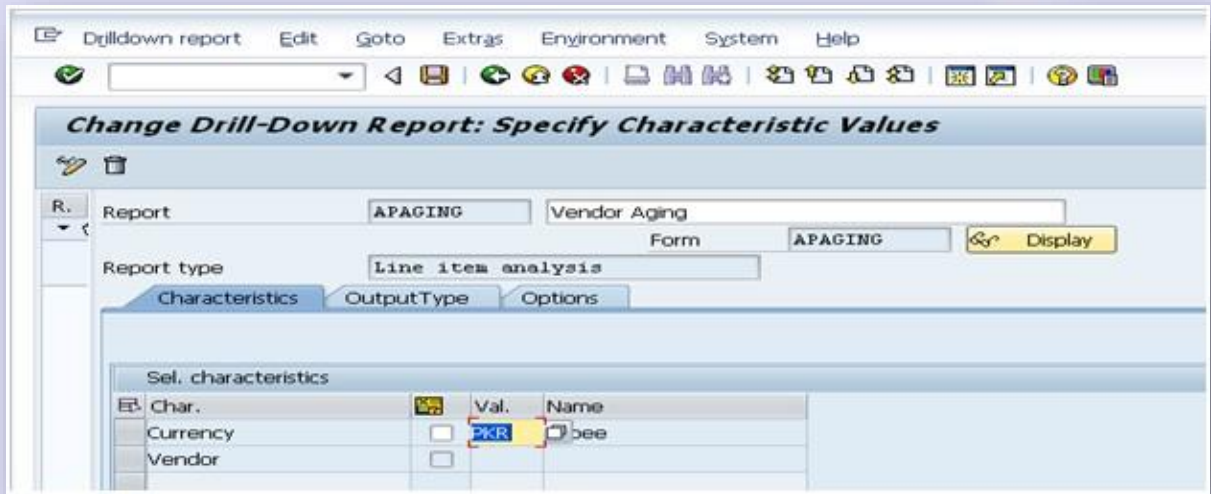 Drilldown report Edit Goto Extras Environment System Help
Change Drill-Down Report: Specify Characteristic Values
R.
Report APAGING Vendor Aging
Form APAGING Display
Report type Line item analysis
Characteristics OutputType Options
Sel. characteristics
Char. Val. Name
Currency PKR pee
Vendor